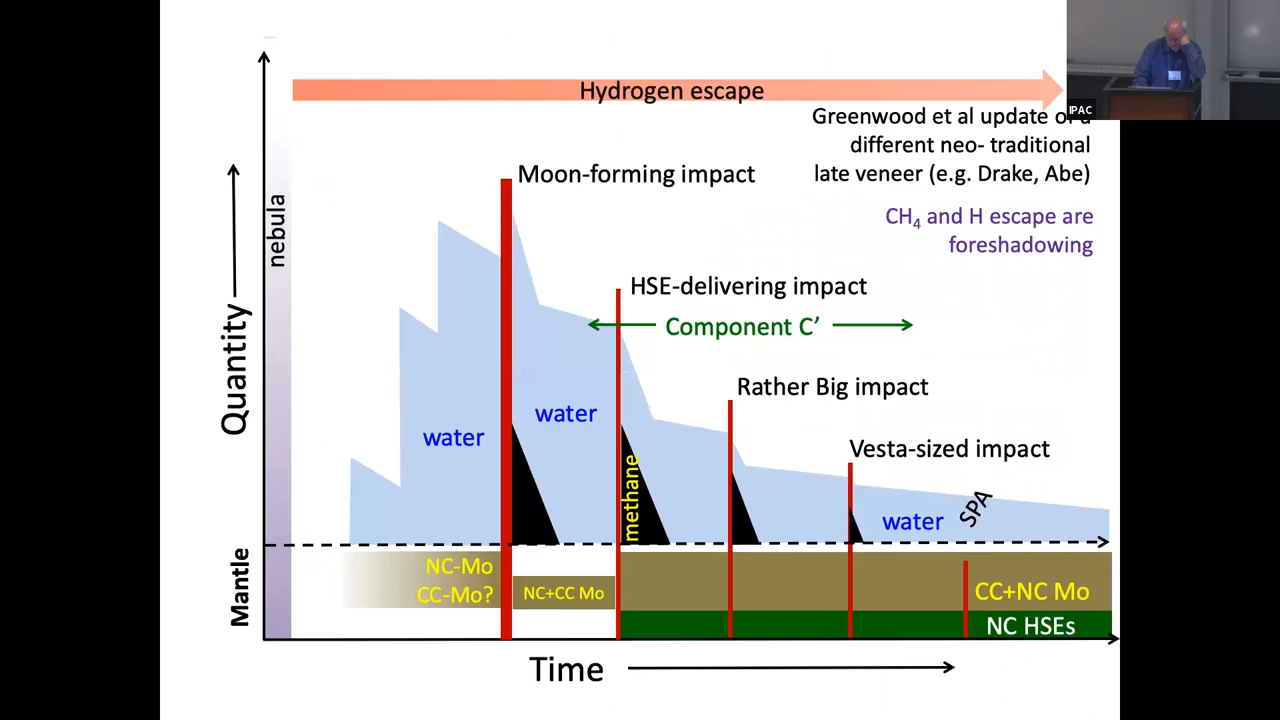 IPAC
Hydrogen escape
Greenwood et al update of a
different neo- traditional
late veneer (e.g. Drake, Abe)
CH₄ and H escape are
foreshadowing
nebula
Moon-forming impact
HSE-delivering impact
Component C’
Rather Big impact
Vesta-sized impact
Quantity
water
water
methane
water
SPA
Mantle
NC-Mo
CC-Mo?
NC+CC Mo
CC+NC Mo
NC HSEs
Time